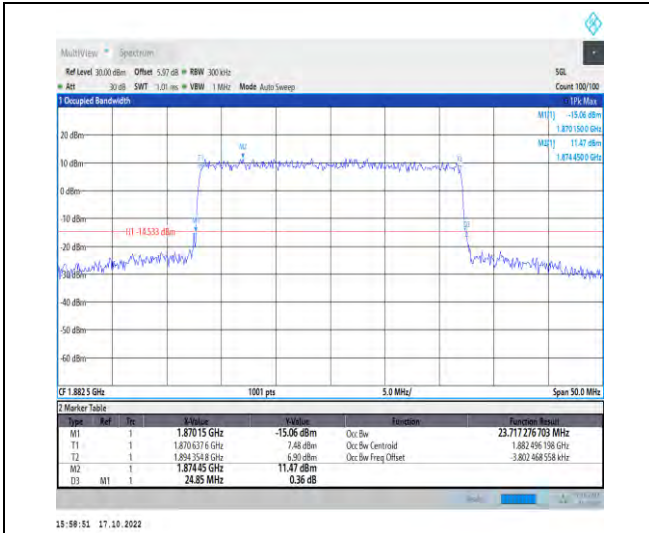 MultiView Spectrum
Ref Level 30.00 dBm Offset 5.97 dB RBW 300 kHz SGL
Att 30 dB SWT 1.01 ms VBW 1 MHz Mode Auto Sweep Count 100/100
1 Occupied Bandwidth 1Pk Max
M1[1] -15.06 dBm
1.870 150 0 GHz
M2[1] 11.47 dBm
1.874 450 0 GHz
20 dBm
M2
10 dBm
0 dBm
-10 dBm
H1 -14.533 dBm
-20 dBm
-30 dBm
-40 dBm
-50 dBm
-60 dBm
CF 1.882 5 GHz 1001 pts 5.0 MHz/ Span 50.0 MHz
2 Marker Table
Type Ref Trc X-Value Y-Value Function Function Result
M1 1 1.870 15 GHz -15.06 dBm Occ Bw 23.717 276 703 MHz
T1 1 1.870 637 6 GHz 7.48 dBm Occ Bw Centroid 1.882 496 198 GHz
T2 1 1.894 354 8 GHz 6.90 dBm Occ Bw Freq Offset -3.802 468 558 kHz
M2 1 1.874 45 GHz 11.47 dBm
D3 M1 1 24.85 MHz 0.36 dB
15:58:51 17.10.2022